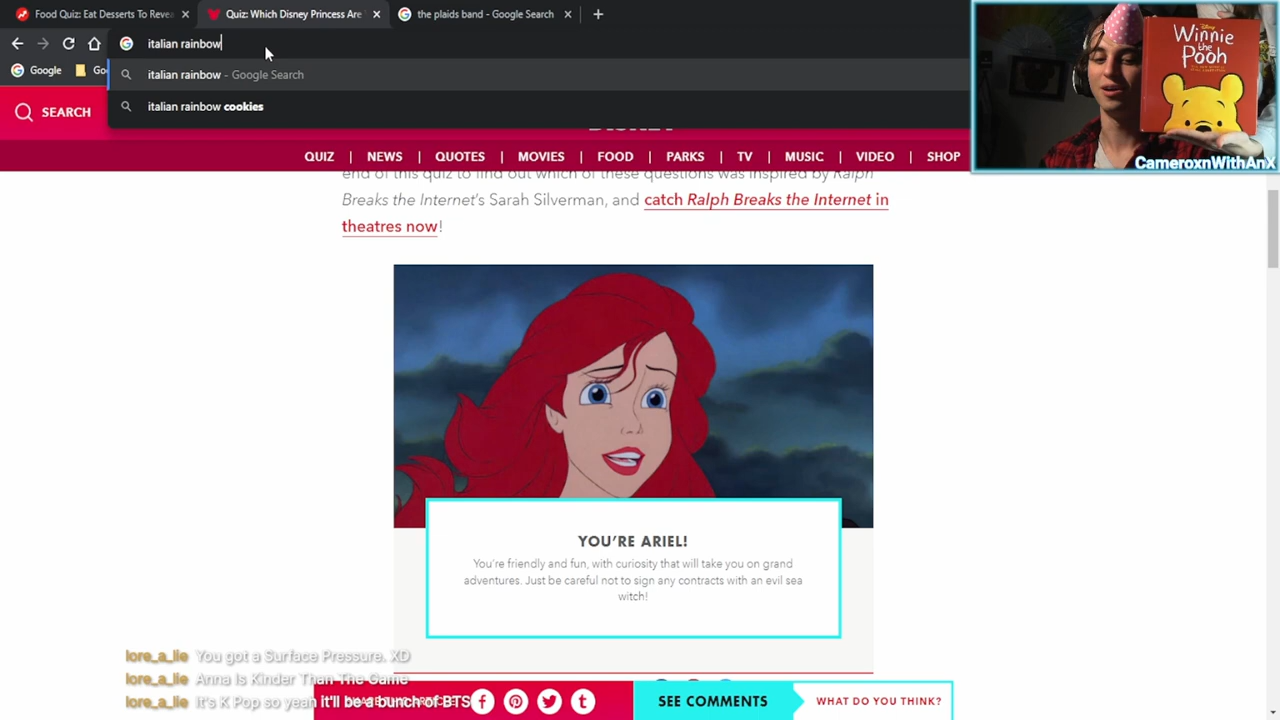 Food Quiz: Eat Desserts To Revea
Quiz: Which Disney Princess Are
the plaids band - Google Search
italian rainbow
Google
italian rainbow - Google Search
italian rainbow cookies
SEARCH
QUIZ | NEWS | QUOTES | MOVIES | FOOD | PARKS | TV | MUSIC | VIDEO | SHOP
Disney
Winnie
the
Pooh
CameroxnWithAnX
end of this quiz to find out which of these questions was inspired by Ralph
Breaks the Internet's Sarah Silverman, and catch Ralph Breaks the Internet in
theatres now!
YOU'RE ARIEL!
You're friendly and fun, with curiosity that will take you on grand
adventures. Just be careful not to sign any contracts with an evil sea
witch!
lore_a_lie You got a Surface Pressure. XD
lore_a_lie Anna Is Kinder Than The Game
lore_a_lie It's K Pop so yeah it'll be a bunch of BTS
SEE COMMENTS
WHAT DO YOU THINK?